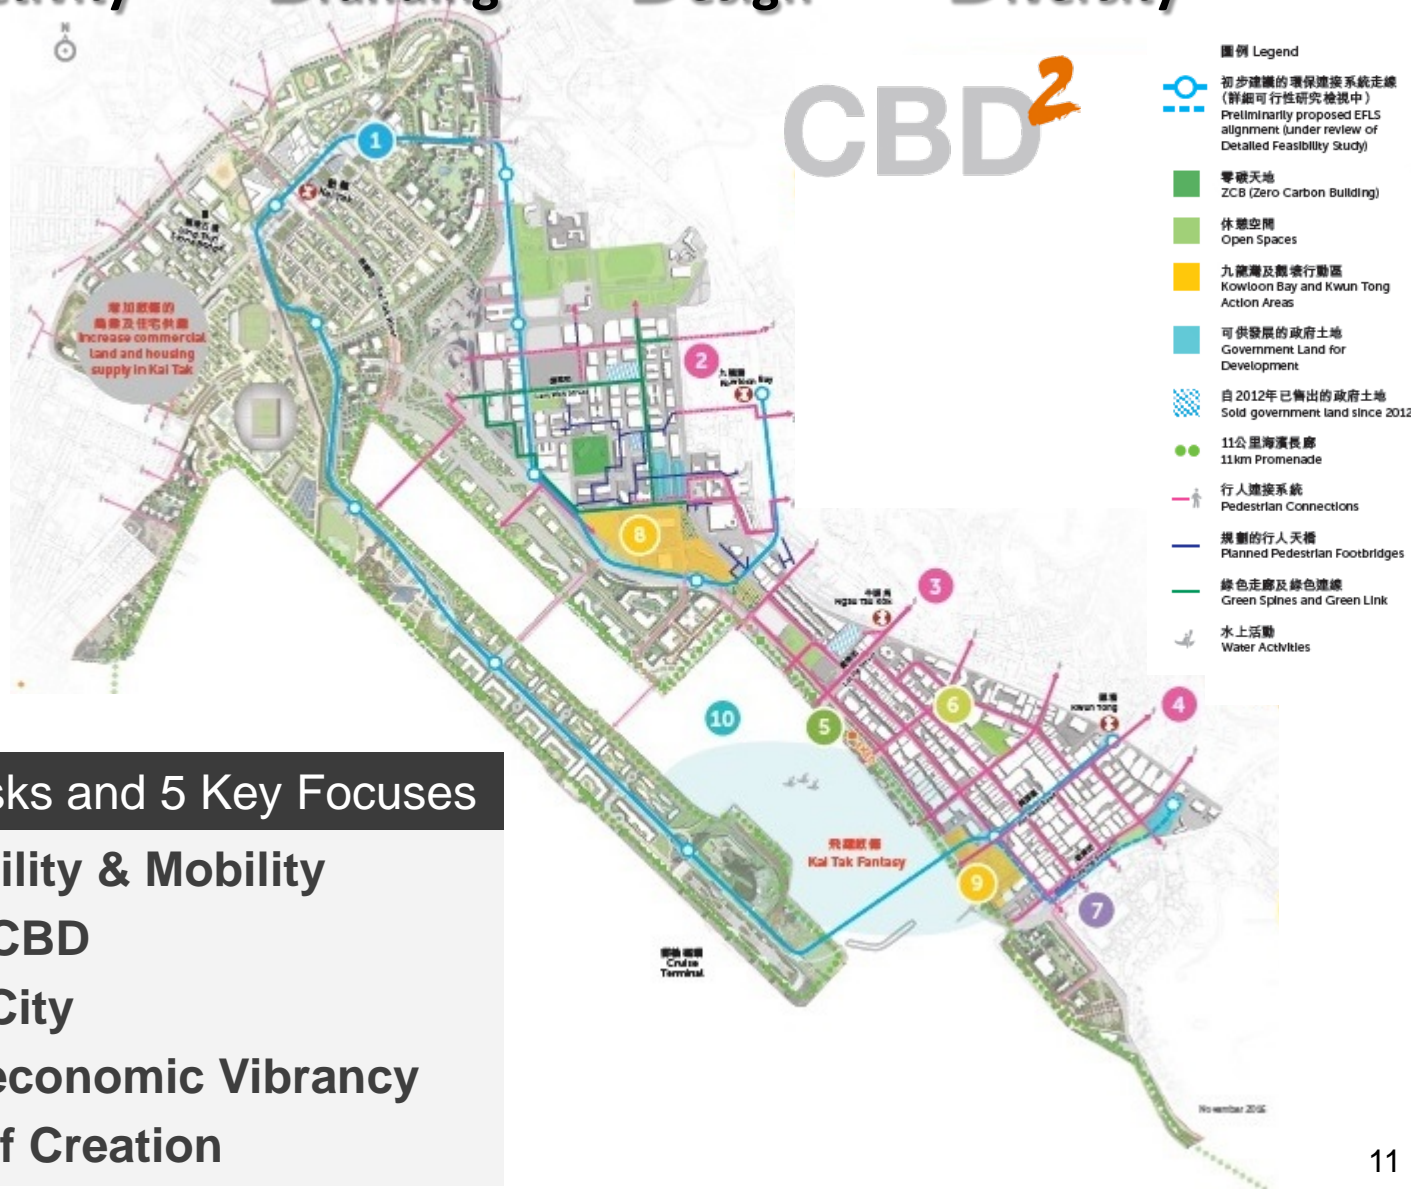 CBD2
圖例 Legend
初步建議的環保連接系統走線
(詳細可行性研究檢視中)
Preliminarily proposed EFLS
alignment (under review of
Detailed Feasibility Study)
零碳天地
ZCB (Zero Carbon Building)
休憩空間
Open Spaces
九龍灣及觀塘行動區
Kowloon Bay and Kwun Tong
Action Areas
可供發展的政府土地
Government Land for
Development
自2012年已售出的政府土地
Sold government land since 2012
11公里海濱長廊
11km Promenade
行人連接系統
Pedestrian Connections
規劃的行人天橋
Planned Pedestrian Footbridges
綠色走廊及綠色連線
Green Spines and Green Link
水上活動
Water Activities
N
1
啟德
Kai Tak
增加啟德的
商業及住宅供應
Increase commercial
land and housing
supply in Kai Tak
2
九龍灣
Kowloon Bay
8
3
牛頭角
Ngau Tau Kok
6
4
觀塘
Kwun Tong
5
10
飛躍啟德
Kai Tak Fantasy
9
7
郵輪碼頭
Cruise
Terminal
sks and 5 Key Focuses
ility & Mobility
CBD
City
economic Vibrancy
f Creation
November 2016
11